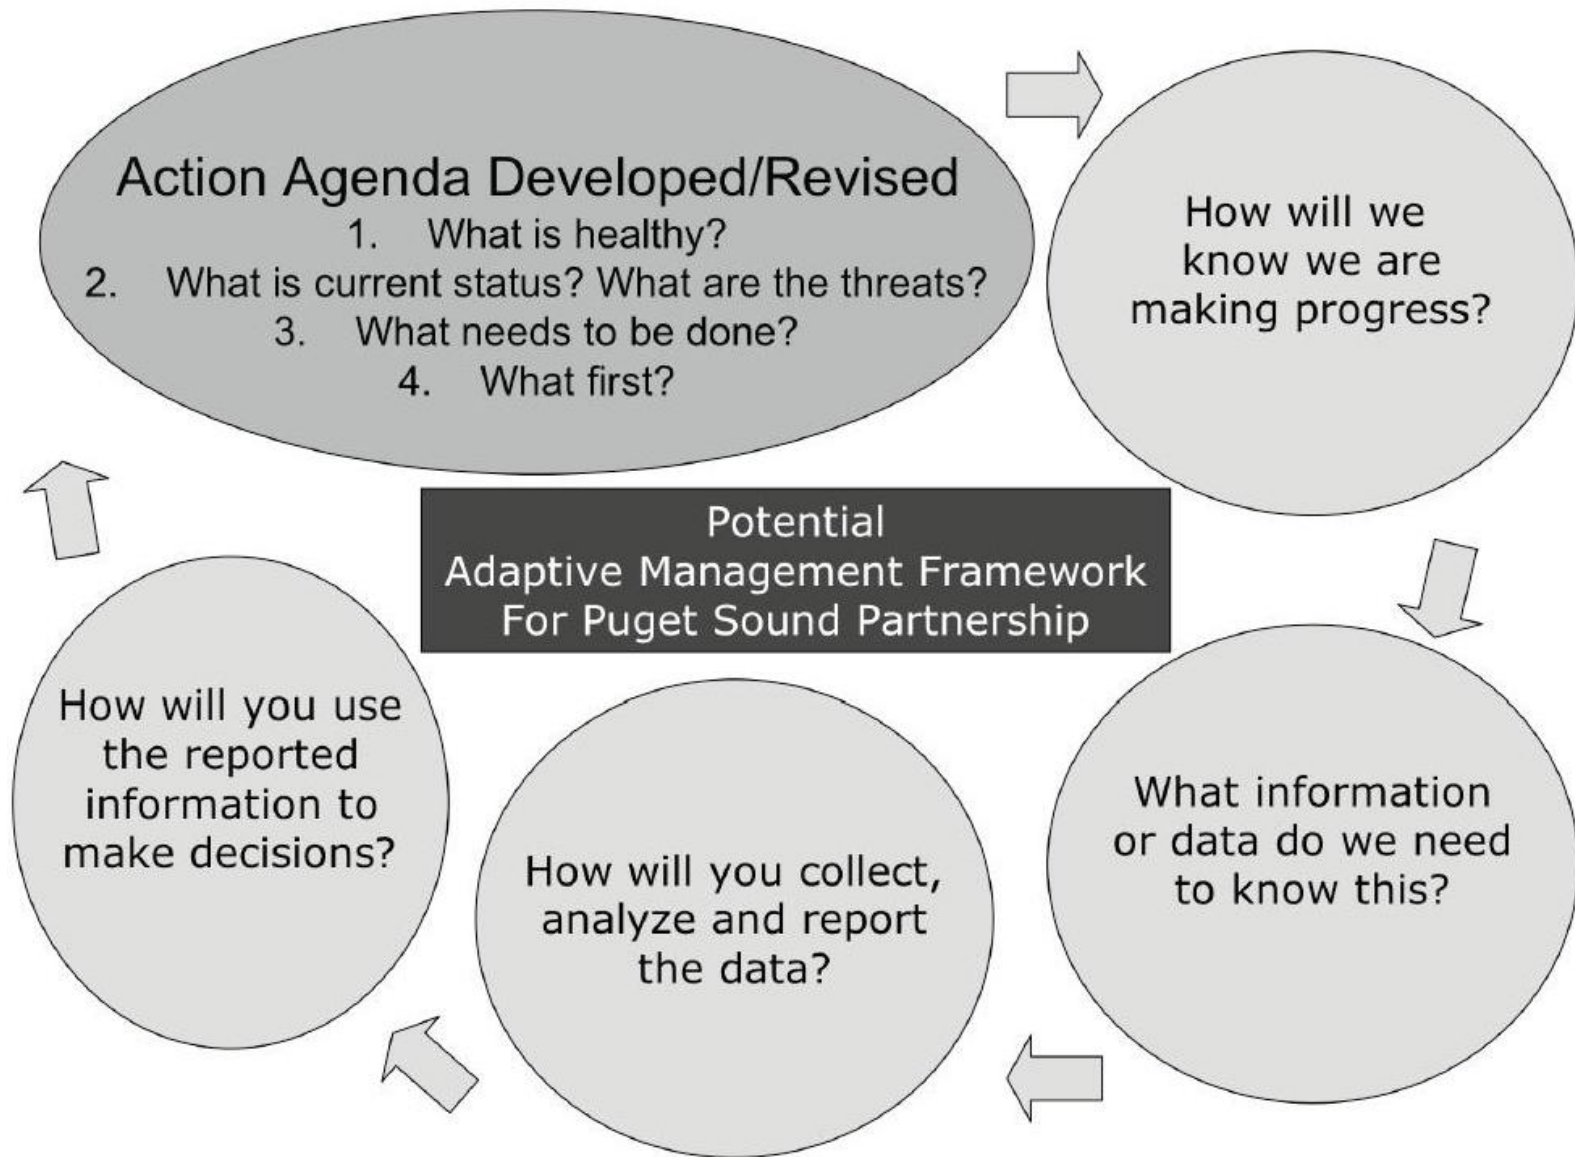 Action Agenda Developed/Revised
1. What is healthy?
2. What is current status? What are the threats?
3. What needs to be done?
4. What first?
How will we
know we are
making progress?
Potential
Adaptive Management Framework
For Puget Sound Partnership
What information
or data do we need
to know this?
How will you collect,
analyze and report
the data?
How will you use
the reported
information to
make decisions?